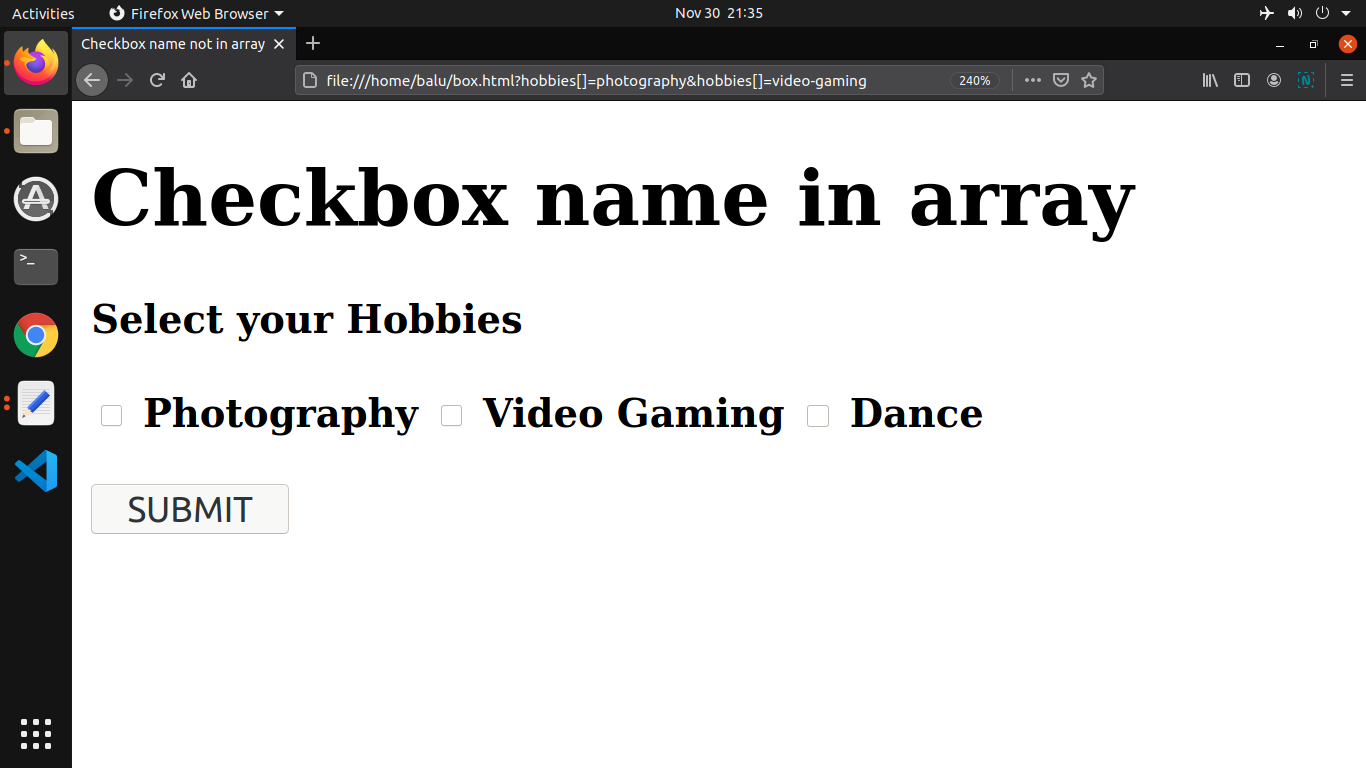 Activities Firefox Web Browser Nov 30 21:35
Checkbox name not in array
file:///home/balu/box.html?hobbies[]=photography&hobbies[]=video-gaming 240%
Checkbox name in array
Select your Hobbies
Photography Video Gaming Dance
SUBMIT